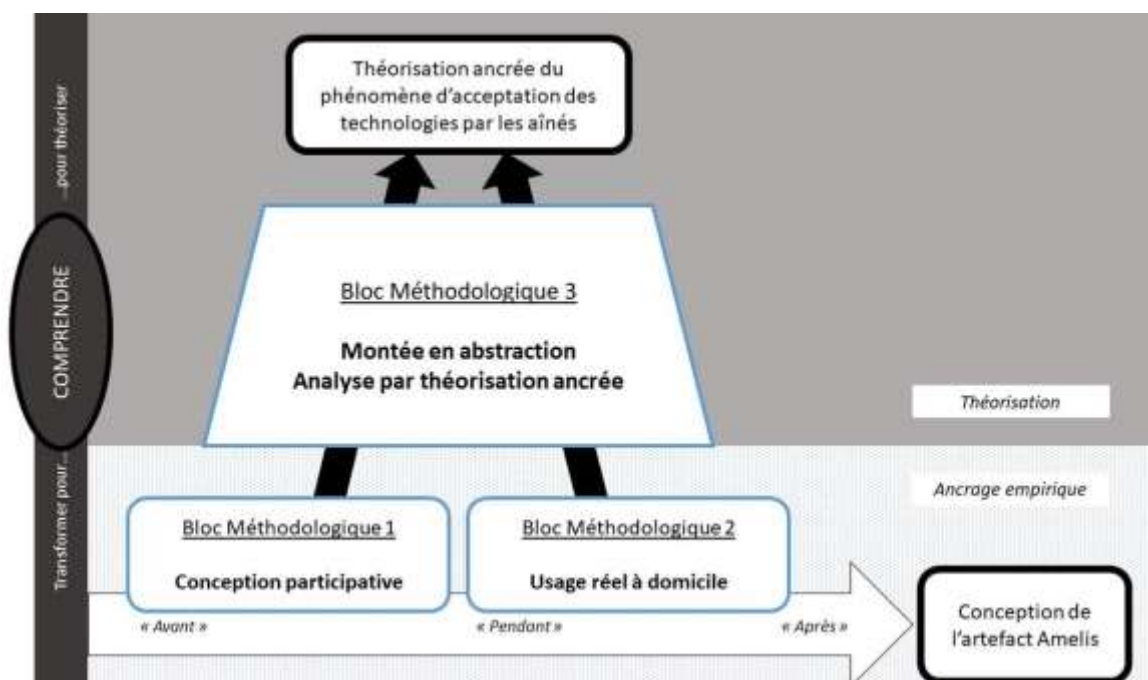 ...pour théoriser
COMPRENDRE
Transformer pour...
Théorisation ancrée du
phénomène d'acceptation des
technologies par les aînés
Bloc Méthodologique 3
Montée en abstraction
Analyse par théorisation ancrée
Théorisation
Ancrage empirique
Bloc Méthodologique 1
Conception participative
Bloc Méthodologique 2
Usage réel à domicile
« Avant »
« Pendant »
« Après »
Conception de
l'artefact Amelis